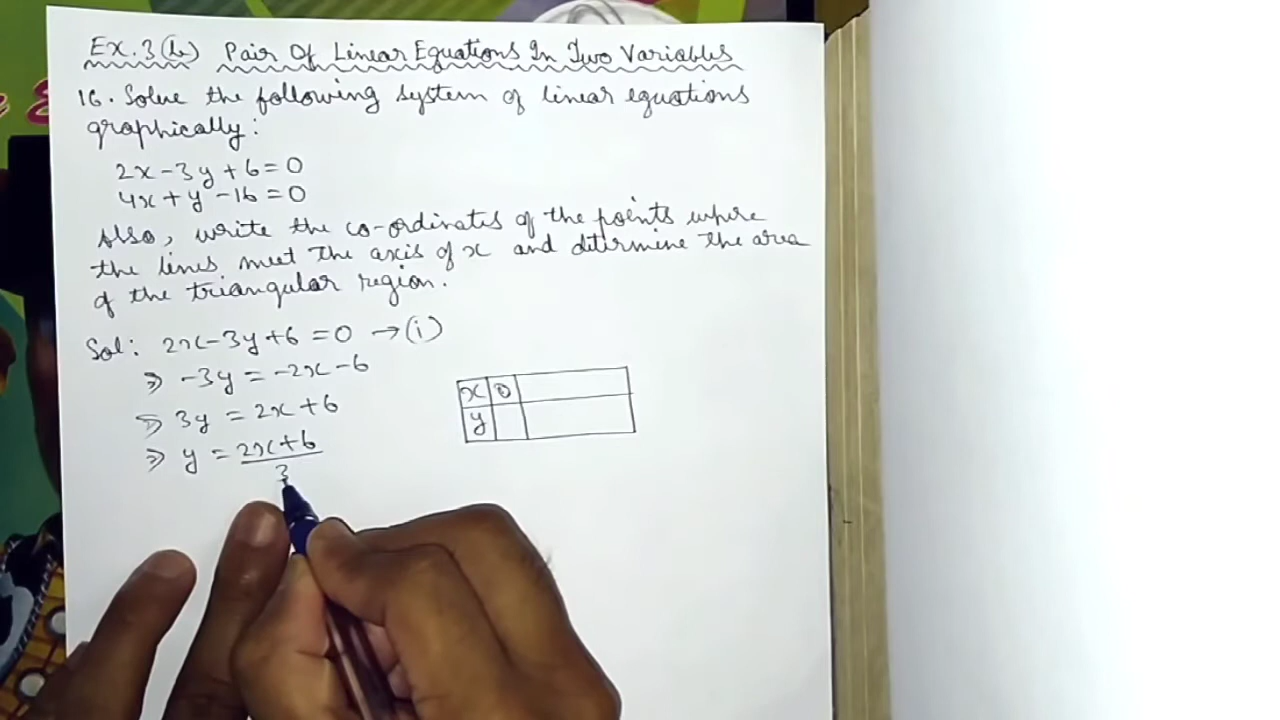 Ex. 3(b) Pair Of Linear Equations In Two Variables
16. Solve the following system of linear equations
graphically:
2x - 3y + 6 = 0
4x + y - 16 = 0
Also, write the co-ordinates of the points where
the lines meet the axis of x and determine the area
of the triangular region.
Sol: 2x - 3y + 6 = 0 → (i)
⇒ -3y = -2x - 6
⇒ 3y = 2x + 6
⇒ y = (2x + 6)/3
x 0
y